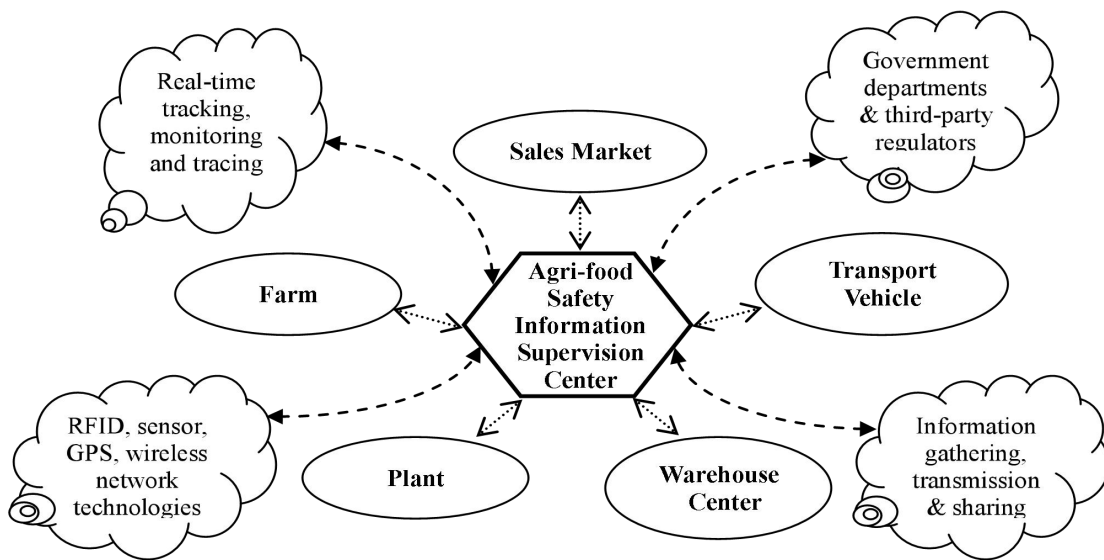 Real-time
tracking,
monitoring
and tracing
Government
departments
& third-party
regulators
Sales Market
Farm
Agri-food
Safety
Information
Supervision
Center
Transport
Vehicle
RFID, sensor,
GPS, wireless
network
technologies
Plant
Warehouse
Center
Information
gathering,
transmission
& sharing